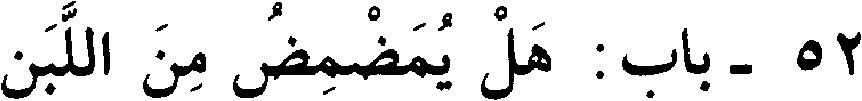 ٥٢ ـ باب: هَلْ يُمَضْمِضُ مِنَ اللَّبَن